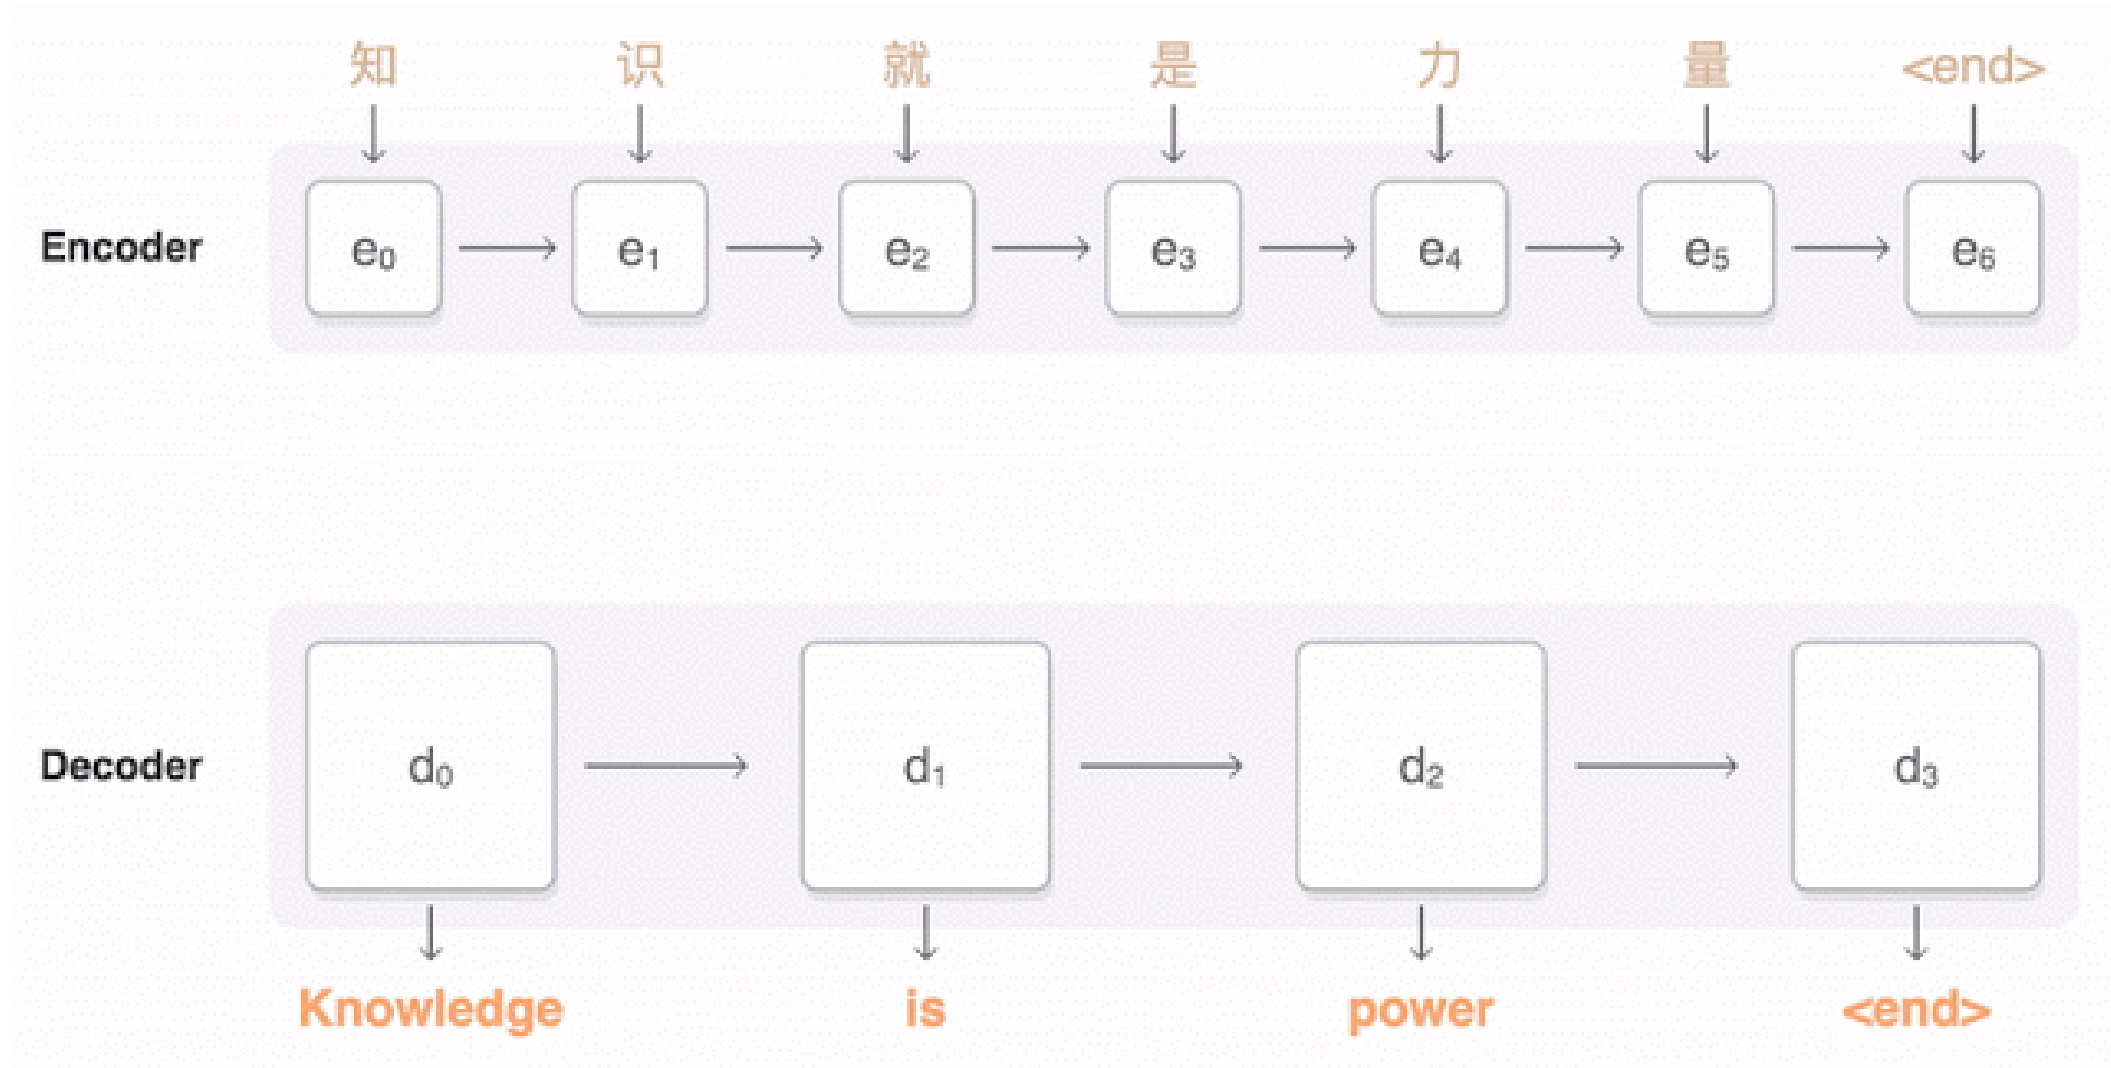 知 识 就 是 力 量 <end>
Encoder e0 e1 e2 e3 e4 e5 e6
Decoder d0 d1 d2 d3
Knowledge is power <end>